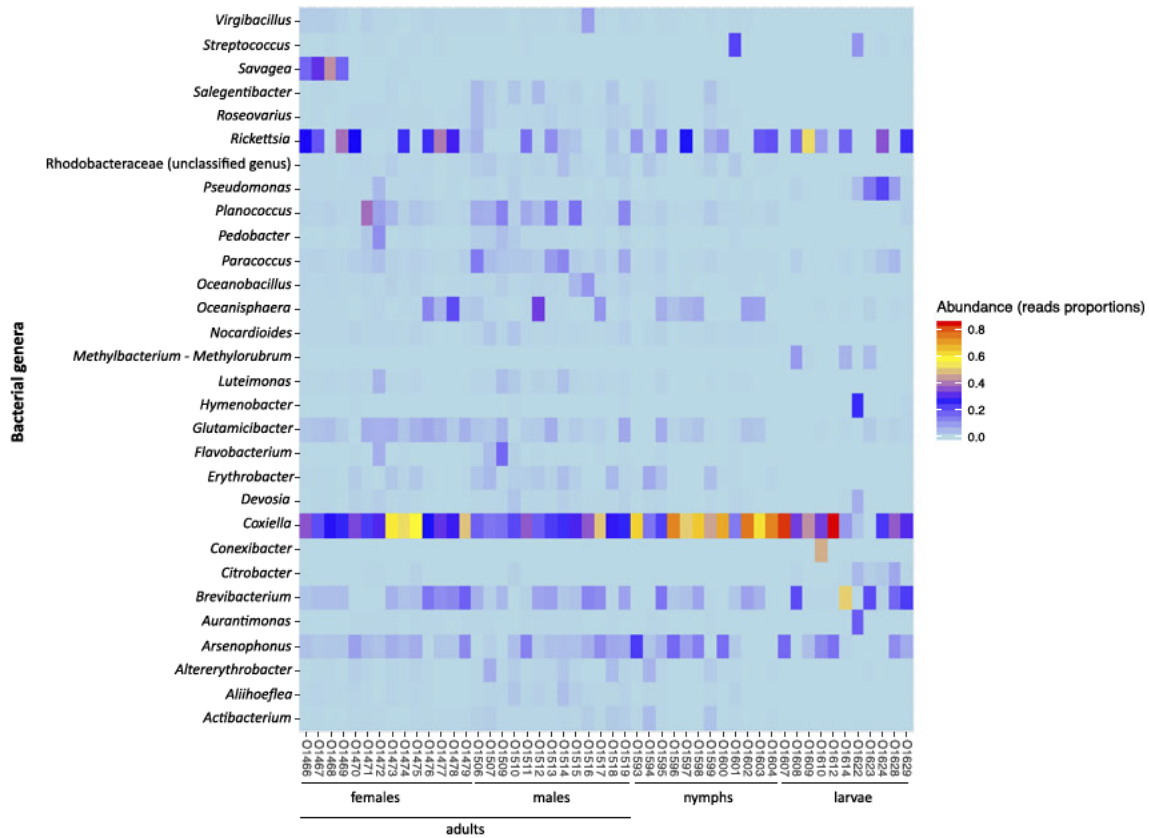 Virgibacillus
Streptococcus
Savagea
Salegentibacter
Roseovarius
Rickettsia
Rhodobacteraceae (unclassified genus)
Pseudomonas
Planococcus
Pedobacter
Paracoccus
Oceanobacillus
Oceanisphaera
Nocardioides
Methylbacterium - Methylorubrum
Luteimonas
Hymenobacter
Glutamicibacter
Flavobacterium
Erythrobacter
Devosia
Coxiella
Conexibacter
Citrobacter
Brevibacterium
Aurantimonas
Arsenophonus
Altererythrobacter
Aliihoeflea
Actibacterium
Bacterial genera
O1466
O1467
O1468
O1469
O1470
O1471
O1472
O1473
O1474
O1475
O1476
O1477
O1478
O1479
O1506
O1507
O1509
O1510
O1511
O1512
O1513
O1514
O1515
O1516
O1517
O1518
O1519
O1593
O1594
O1595
O1596
O1597
O1598
O1599
O1600
O1601
O1602
O1603
O1604
O1607
O1608
O1609
O1610
O1612
O1614
O1622
O1623
O1624
O1628
O1629
females
males
nymphs
larvae
adults
Abundance (reads proportions)
0.8
0.6
0.4
0.2
0.0